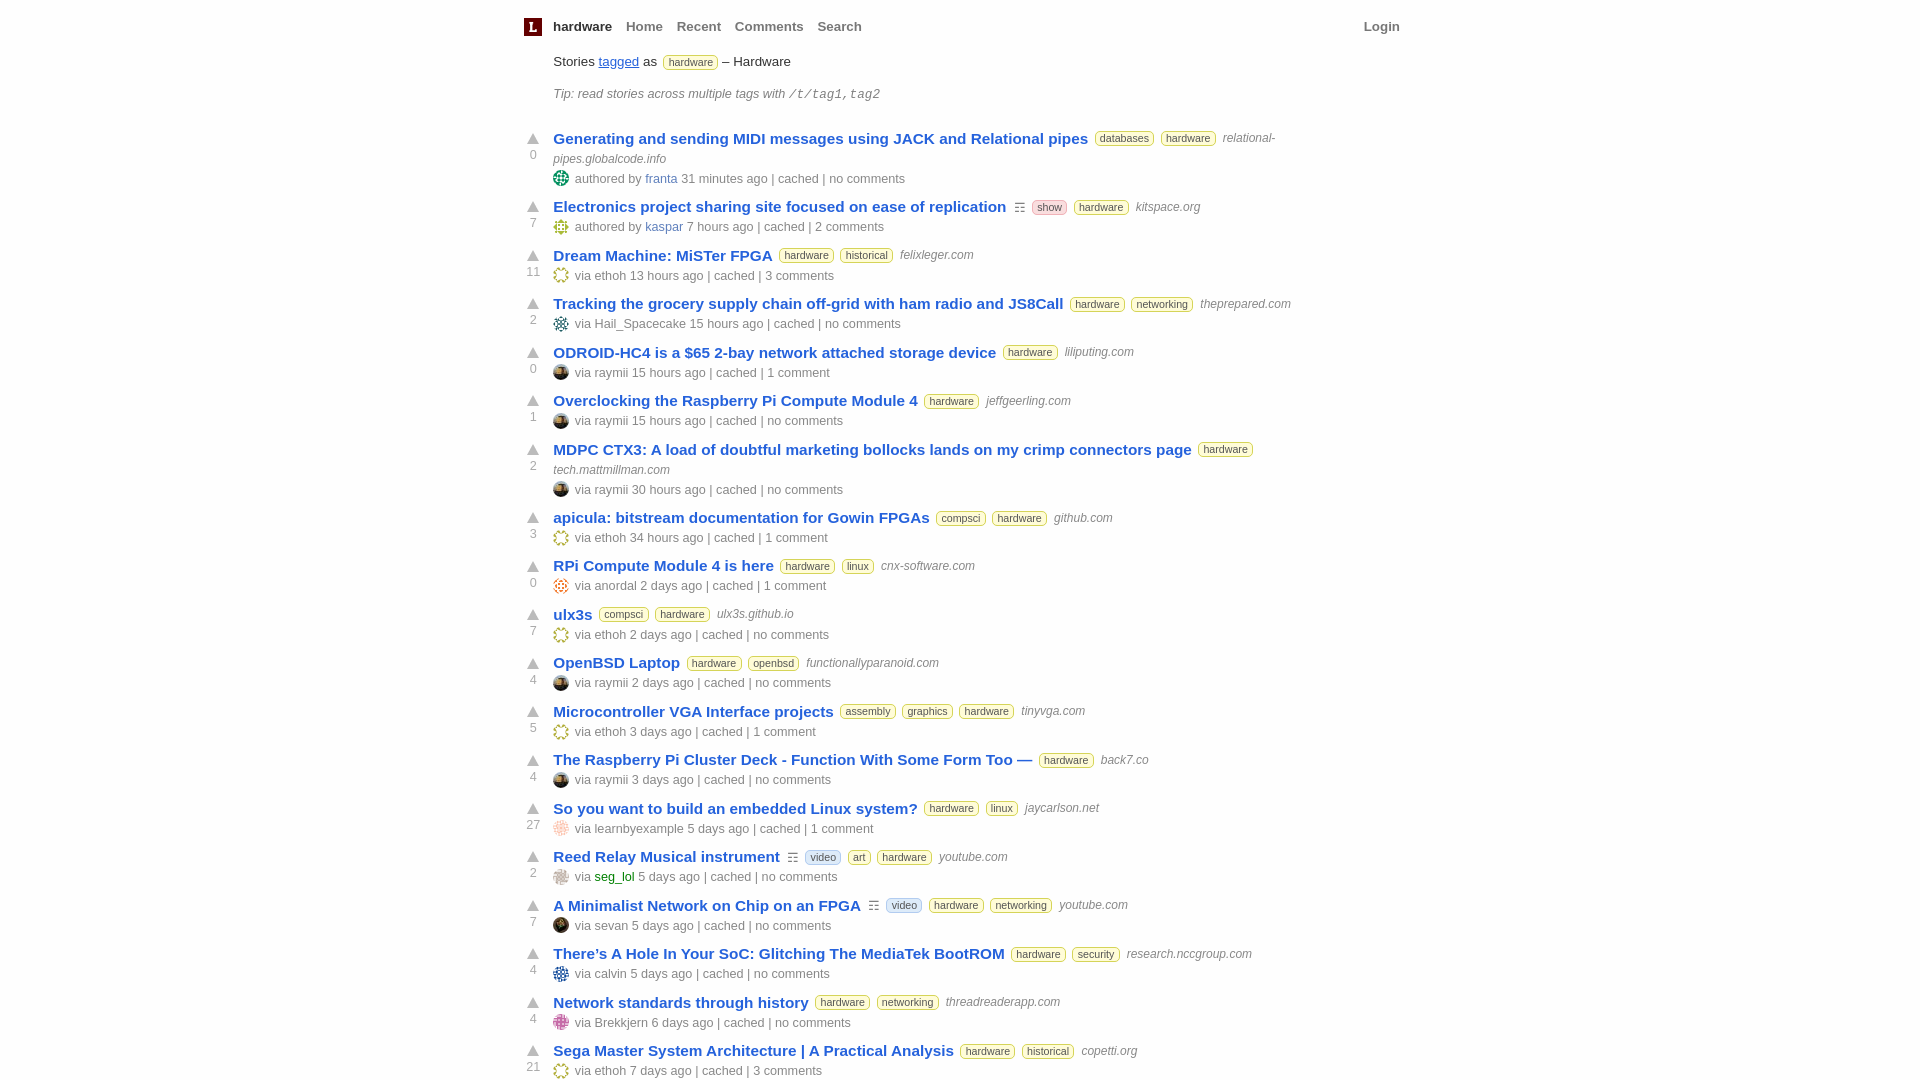 L hardware Home Recent Comments Search Login
Stories tagged as hardware – Hardware
Tip: read stories across multiple tags with /t/tag1,tag2
Generating and sending MIDI messages using JACK and Relational pipes databases hardware relational-
0 pipes.globalcode.info
authored by franta 31 minutes ago | cached | no comments
Electronics project sharing site focused on ease of replication ☶ show hardware kitspace.org
7 authored by kaspar 7 hours ago | cached | 2 comments
Dream Machine: MiSTer FPGA hardware historical felixleger.com
11 via ethoh 13 hours ago | cached | 3 comments
Tracking the grocery supply chain off-grid with ham radio and JS8Call hardware networking theprepared.com
2 via Hail_Spacecake 15 hours ago | cached | no comments
ODROID-HC4 is a $65 2-bay network attached storage device hardware liliputing.com
0 via raymii 15 hours ago | cached | 1 comment
Overclocking the Raspberry Pi Compute Module 4 hardware jeffgeerling.com
1 via raymii 15 hours ago | cached | no comments
MDPC CTX3: A load of doubtful marketing bollocks lands on my crimp connectors page hardware
2 tech.mattmillman.com
via raymii 30 hours ago | cached | no comments
apicula: bitstream documentation for Gowin FPGAs compsci hardware github.com
3 via ethoh 34 hours ago | cached | 1 comment
RPi Compute Module 4 is here hardware linux cnx-software.com
0 via anordal 2 days ago | cached | 1 comment
ulx3s compsci hardware ulx3s.github.io
7 via ethoh 2 days ago | cached | no comments
OpenBSD Laptop hardware openbsd functionallyparanoid.com
4 via raymii 2 days ago | cached | no comments
Microcontroller VGA Interface projects assembly graphics hardware tinyvga.com
5 via ethoh 3 days ago | cached | 1 comment
The Raspberry Pi Cluster Deck - Function With Some Form Too — hardware back7.co
4 via raymii 3 days ago | cached | no comments
So you want to build an embedded Linux system? hardware linux jaycarlson.net
27 via learnbyexample 5 days ago | cached | 1 comment
Reed Relay Musical instrument ☶ video art hardware youtube.com
2 via seg_lol 5 days ago | cached | no comments
A Minimalist Network on Chip on an FPGA ☶ video hardware networking youtube.com
7 via sevan 5 days ago | cached | no comments
There’s A Hole In Your SoC: Glitching The MediaTek BootROM hardware security research.nccgroup.com
4 via calvin 5 days ago | cached | no comments
Network standards through history hardware networking threadreaderapp.com
4 via Brekkjern 6 days ago | cached | no comments
Sega Master System Architecture | A Practical Analysis hardware historical copetti.org
21 via ethoh 7 days ago | cached | 3 comments